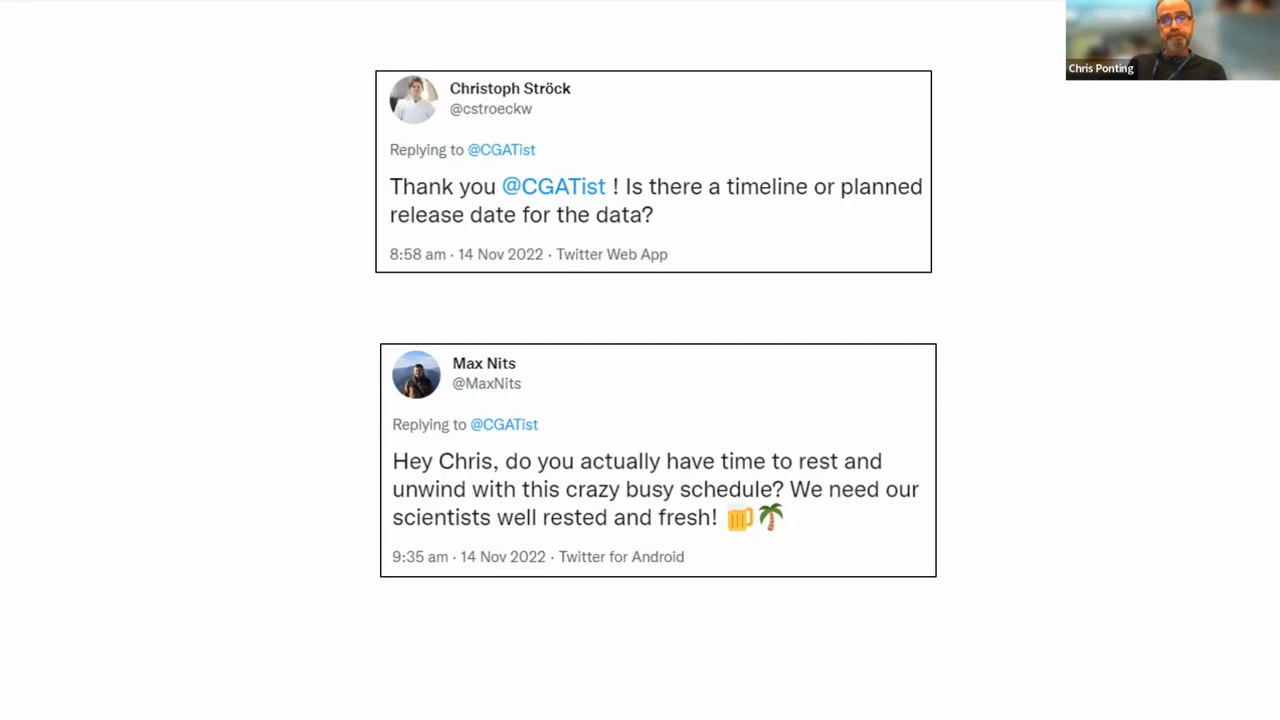 Chris Ponting
Christoph Ströck
@cstroeckw
Replying to @CGATist
Thank you @CGATist ! Is there a timeline or planned
release date for the data?
8:58 am · 14 Nov 2022 · Twitter Web App
Max Nits
@MaxNits
Replying to @CGATist
Hey Chris, do you actually have time to rest and
unwind with this crazy busy schedule? We need our
scientists well rested and fresh! 🍺🌴
9:35 am · 14 Nov 2022 · Twitter for Android